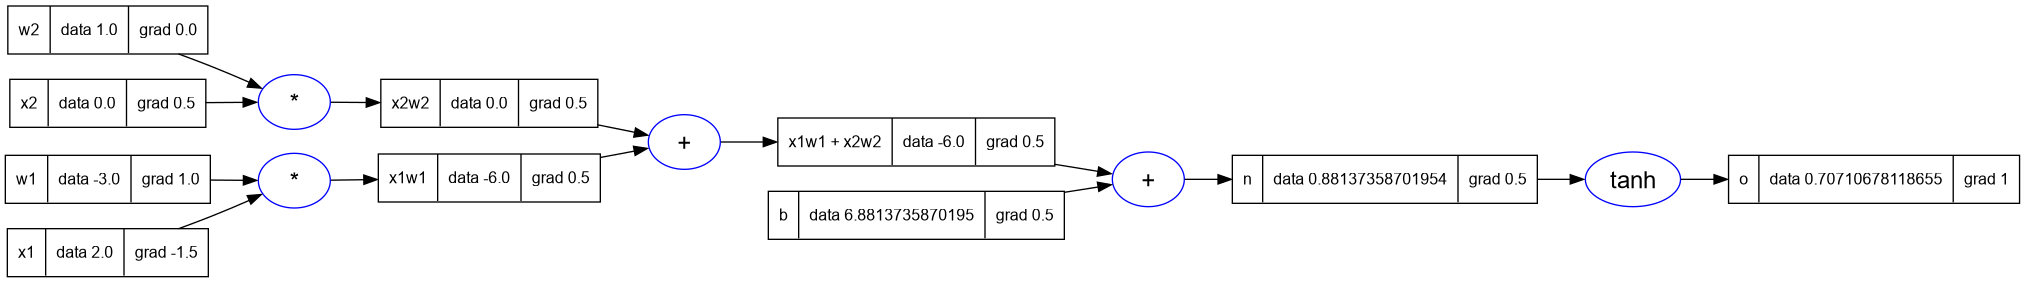 w2 data 1.0 grad 0.0
x2 data 0.0 grad 0.5
*
x2w2 data 0.0 grad 0.5
w1 data -3.0 grad 1.0
*
x1w1 data -6.0 grad 0.5
x1 data 2.0 grad -1.5
+
x1w1 + x2w2 data -6.0 grad 0.5
b data 6.8813735870195 grad 0.5
+
n data 0.88137358701954 grad 0.5
tanh
o data 0.70710678118655 grad 1